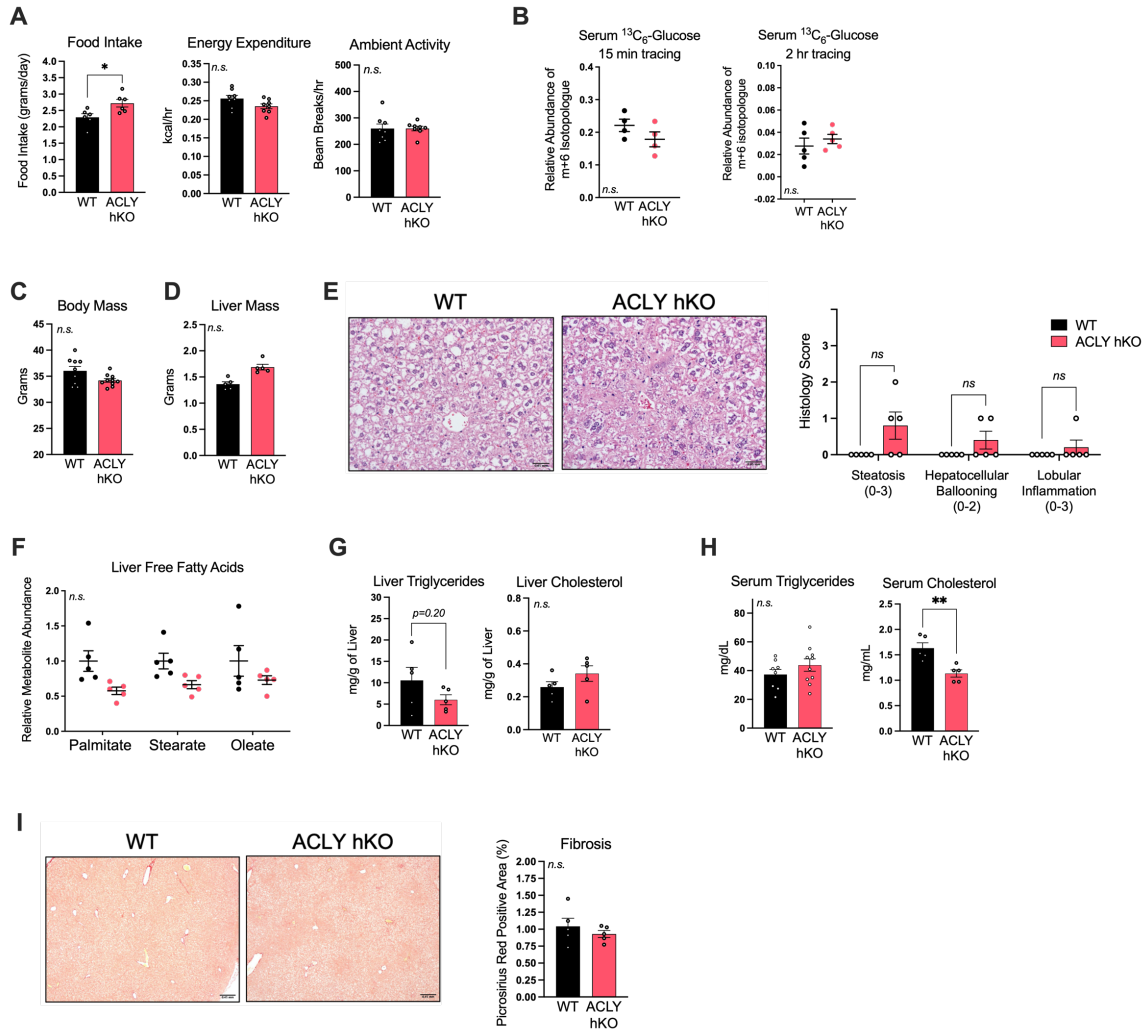 A
Food Intake
Food Intake (grams/day)
4.0
3.5
3.0
2.5
2.0
1.5
1.0
0.5
0.0
*
WT
ACLY
hKO
Energy Expenditure
n.s.
kcal/hr
0.35
0.30
0.25
0.20
0.15
0.10
0.05
0.00
WT
ACLY
hKO
Ambient Activity
n.s.
Beam Breaks/hr
500
400
300
200
100
0
WT
ACLY
hKO
B
Serum 13C6-Glucose
15 min tracing
Relative Abundance of
m+6 Isotopologue
0.4
0.3
0.2
0.1
0.0
n.s.
WT
ACLY
hKO
Serum 13C6-Glucose
2 hr tracing
Relative Abundance of
m+6 Isotopologue
0.10
0.08
0.06
0.04
0.02
0.00
-0.02
n.s.
WT
ACLY
hKO
C
Body Mass
n.s.
Grams
45
40
35
30
25
20
WT
ACLY
hKO
D
Liver Mass
n.s.
Grams
2.5
2.0
1.5
1.0
0.5
0.0
WT
ACLY
hKO
E
WT
ACLY hKO
Histology Score
3
2
1
0
ns
ns
ns
WT
ACLY hKO
Steatosis
(0-3)
Hepatocellular
Ballooning
(0-2)
Lobular
Inflammation
(0-3)
F
Liver Free Fatty Acids
n.s.
Relative Metabolite Abundance
2.0
1.5
1.0
0.5
0.0
Palmitate
Stearate
Oleate
G
Liver Triglycerides
p=0.20
mg/g of Liver
30
25
20
15
10
5
0
WT
ACLY
hKO
Liver Cholesterol
n.s.
mg/g of Liver
0.8
0.6
0.4
0.2
0.0
WT
ACLY
hKO
H
Serum Triglycerides
n.s.
mg/dL
80
60
40
20
0
WT
ACLY
hKO
Serum Cholesterol
**
mg/mL
2.5
2.0
1.5
1.0
0.5
0.0
WT
ACLY
hKO
I
WT
ACLY hKO
Fibrosis
n.s.
Picrosirius Red Positive Area (%)
2.00
1.75
1.50
1.25
1.00
0.75
0.50
0.25
0.00
WT
ACLY
hKO